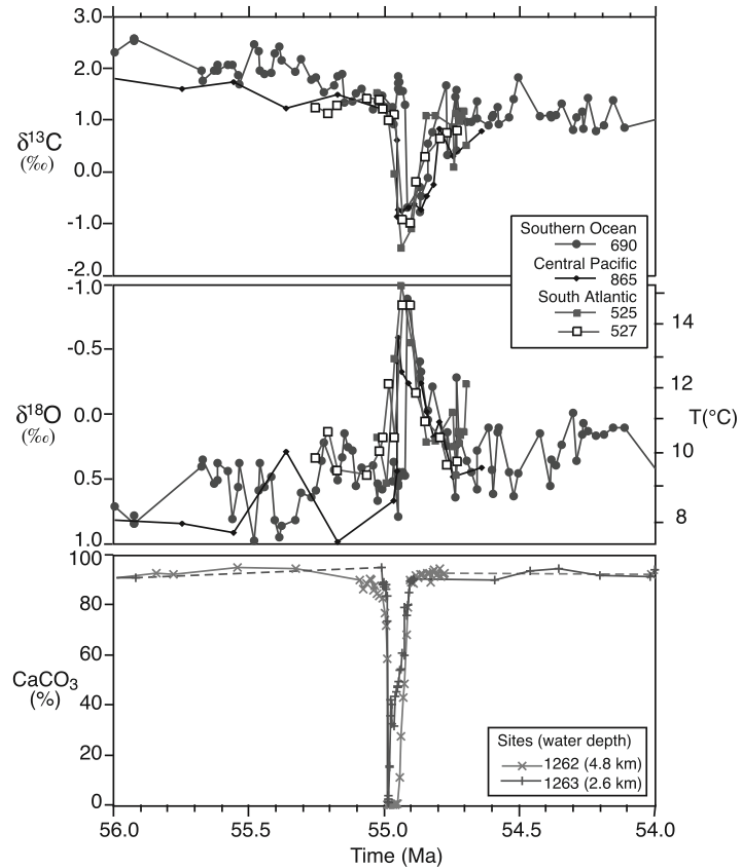 3.0
2.0
1.0
0.0
-1.0
-2.0
δ¹³C
(‰)
Southern Ocean
690
Central Pacific
865
South Atlantic
525
527
-1.0
-0.5
0.0
0.5
1.0
δ¹⁸O
(‰)
14
12
10
8
T(°C)
100
80
60
40
20
0
CaCO₃
(%)
Sites (water depth)
1262 (4.8 km)
1263 (2.6 km)
56.0 55.5 55.0 54.5 54.0
Time (Ma)